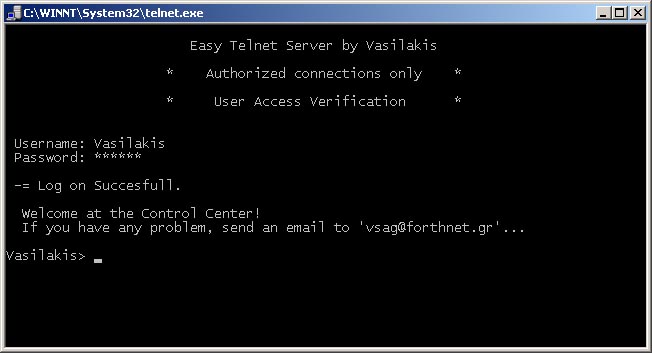 C:\WINNT\System32\telnet.exe
Easy Telnet Server by Vasilakis
* Authorized connections only *
* User Access Verification *
Username: Vasilakis
Password: ******
-= Log on Succesfull.
Welcome at the Control Center!
If you have any problem, send an email to 'vsag@forthnet.gr'...
Vasilakis> _